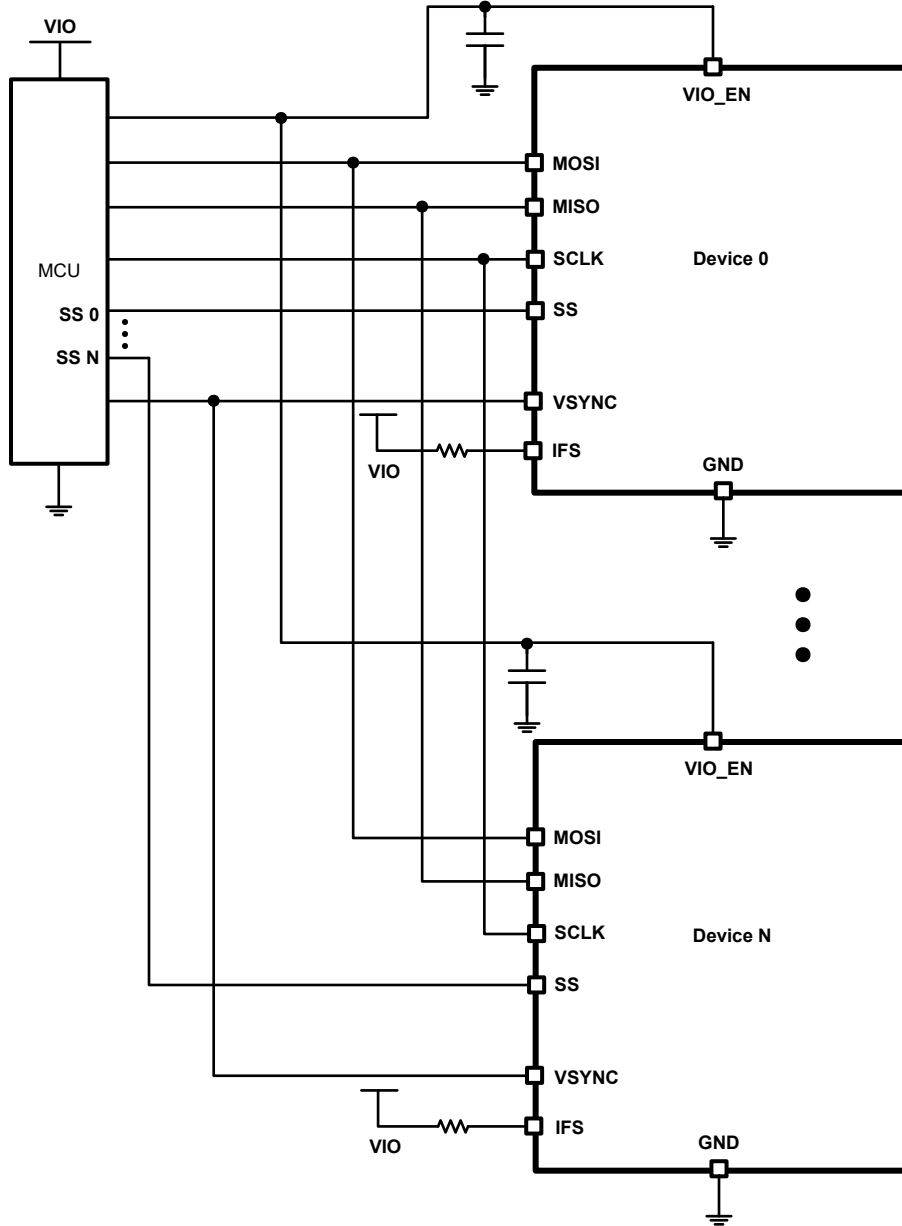 VIO
VIO_EN
MOSI
MISO
SCLK
Device 0
MCU
SS 0
SS
SS N
VSYNC
IFS
VIO
GND
VIO_EN
MOSI
MISO
SCLK
Device N
SS
VSYNC
IFS
VIO
GND